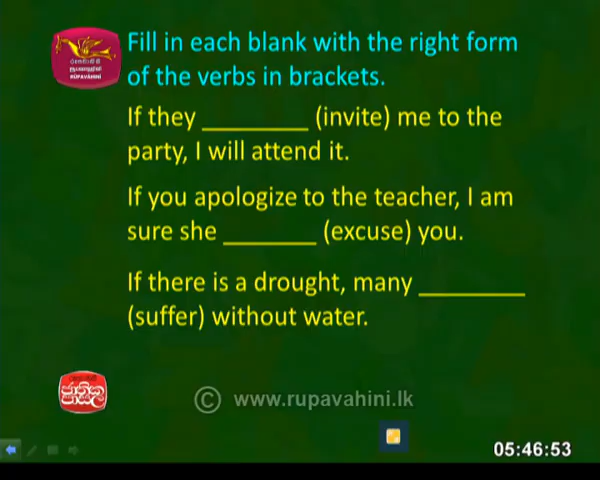 Fill in each blank with the right form
of the verbs in brackets.
If they _________ (invite) me to the
party, I will attend it.
If you apologize to the teacher, I am
sure she ________ (excuse) you.
If there is a drought, many _________
(suffer) without water.
RUPAVAHINI
© www.rupavahini.lk
05:46:53